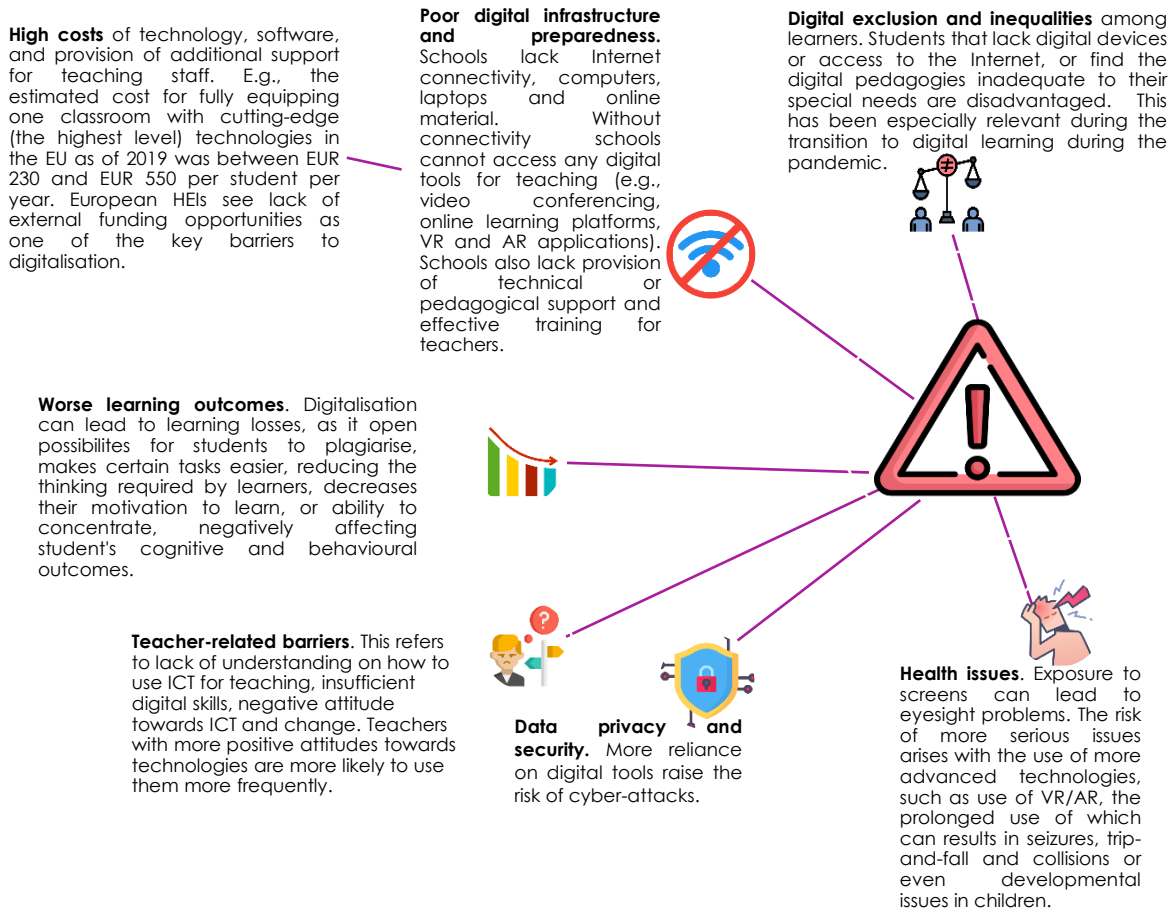 High costs of technology, software,
and provision of additional support
for teaching staff. E.g., the
estimated cost for fully equipping
one classroom with cutting-edge
(the highest level) technologies in
the EU as of 2019 was between EUR
230 and EUR 550 per student per
year. European HEIs see lack of
external funding opportunities as
one of the key barriers to
digitalisation.
Poor digital infrastructure
and preparedness.
Schools lack Internet
connectivity, computers,
laptops and online
material. Without
connectivity schools
cannot access any digital
tools for teaching (e.g.,
video conferencing,
online learning platforms,
VR and AR applications).
Schools also lack provision
of technical or
pedagogical support and
effective training for
teachers.
Digital exclusion and inequalities among
learners. Students that lack digital devices
or access to the Internet, or find the
digital pedagogies inadequate to their
special needs are disadvantaged. This
has been especially relevant during the
transition to digital learning during the
pandemic.
Worse learning outcomes. Digitalisation
can lead to learning losses, as it open
possibilites for students to plagiarise,
makes certain tasks easier, reducing the
thinking required by learners, decreases
their motivation to learn, or ability to
concentrate, negatively affecting
student's cognitive and behavioural
outcomes.
Teacher-related barriers. This refers
to lack of understanding on how to
use ICT for teaching, insufficient
digital skills, negative attitude
towards ICT and change. Teachers
with more positive attitudes towards
technologies are more likely to use
them more frequently.
Data privacy and
security. More reliance
on digital tools raise the
risk of cyber-attacks.
Health issues. Exposure to
screens can lead to
eyesight problems. The risk
of more serious issues
arises with the use of more
advanced technologies,
such as use of VR/AR, the
prolonged use of which
can results in seizures, trip-
and-fall and collisions or
even developmental
issues in children.